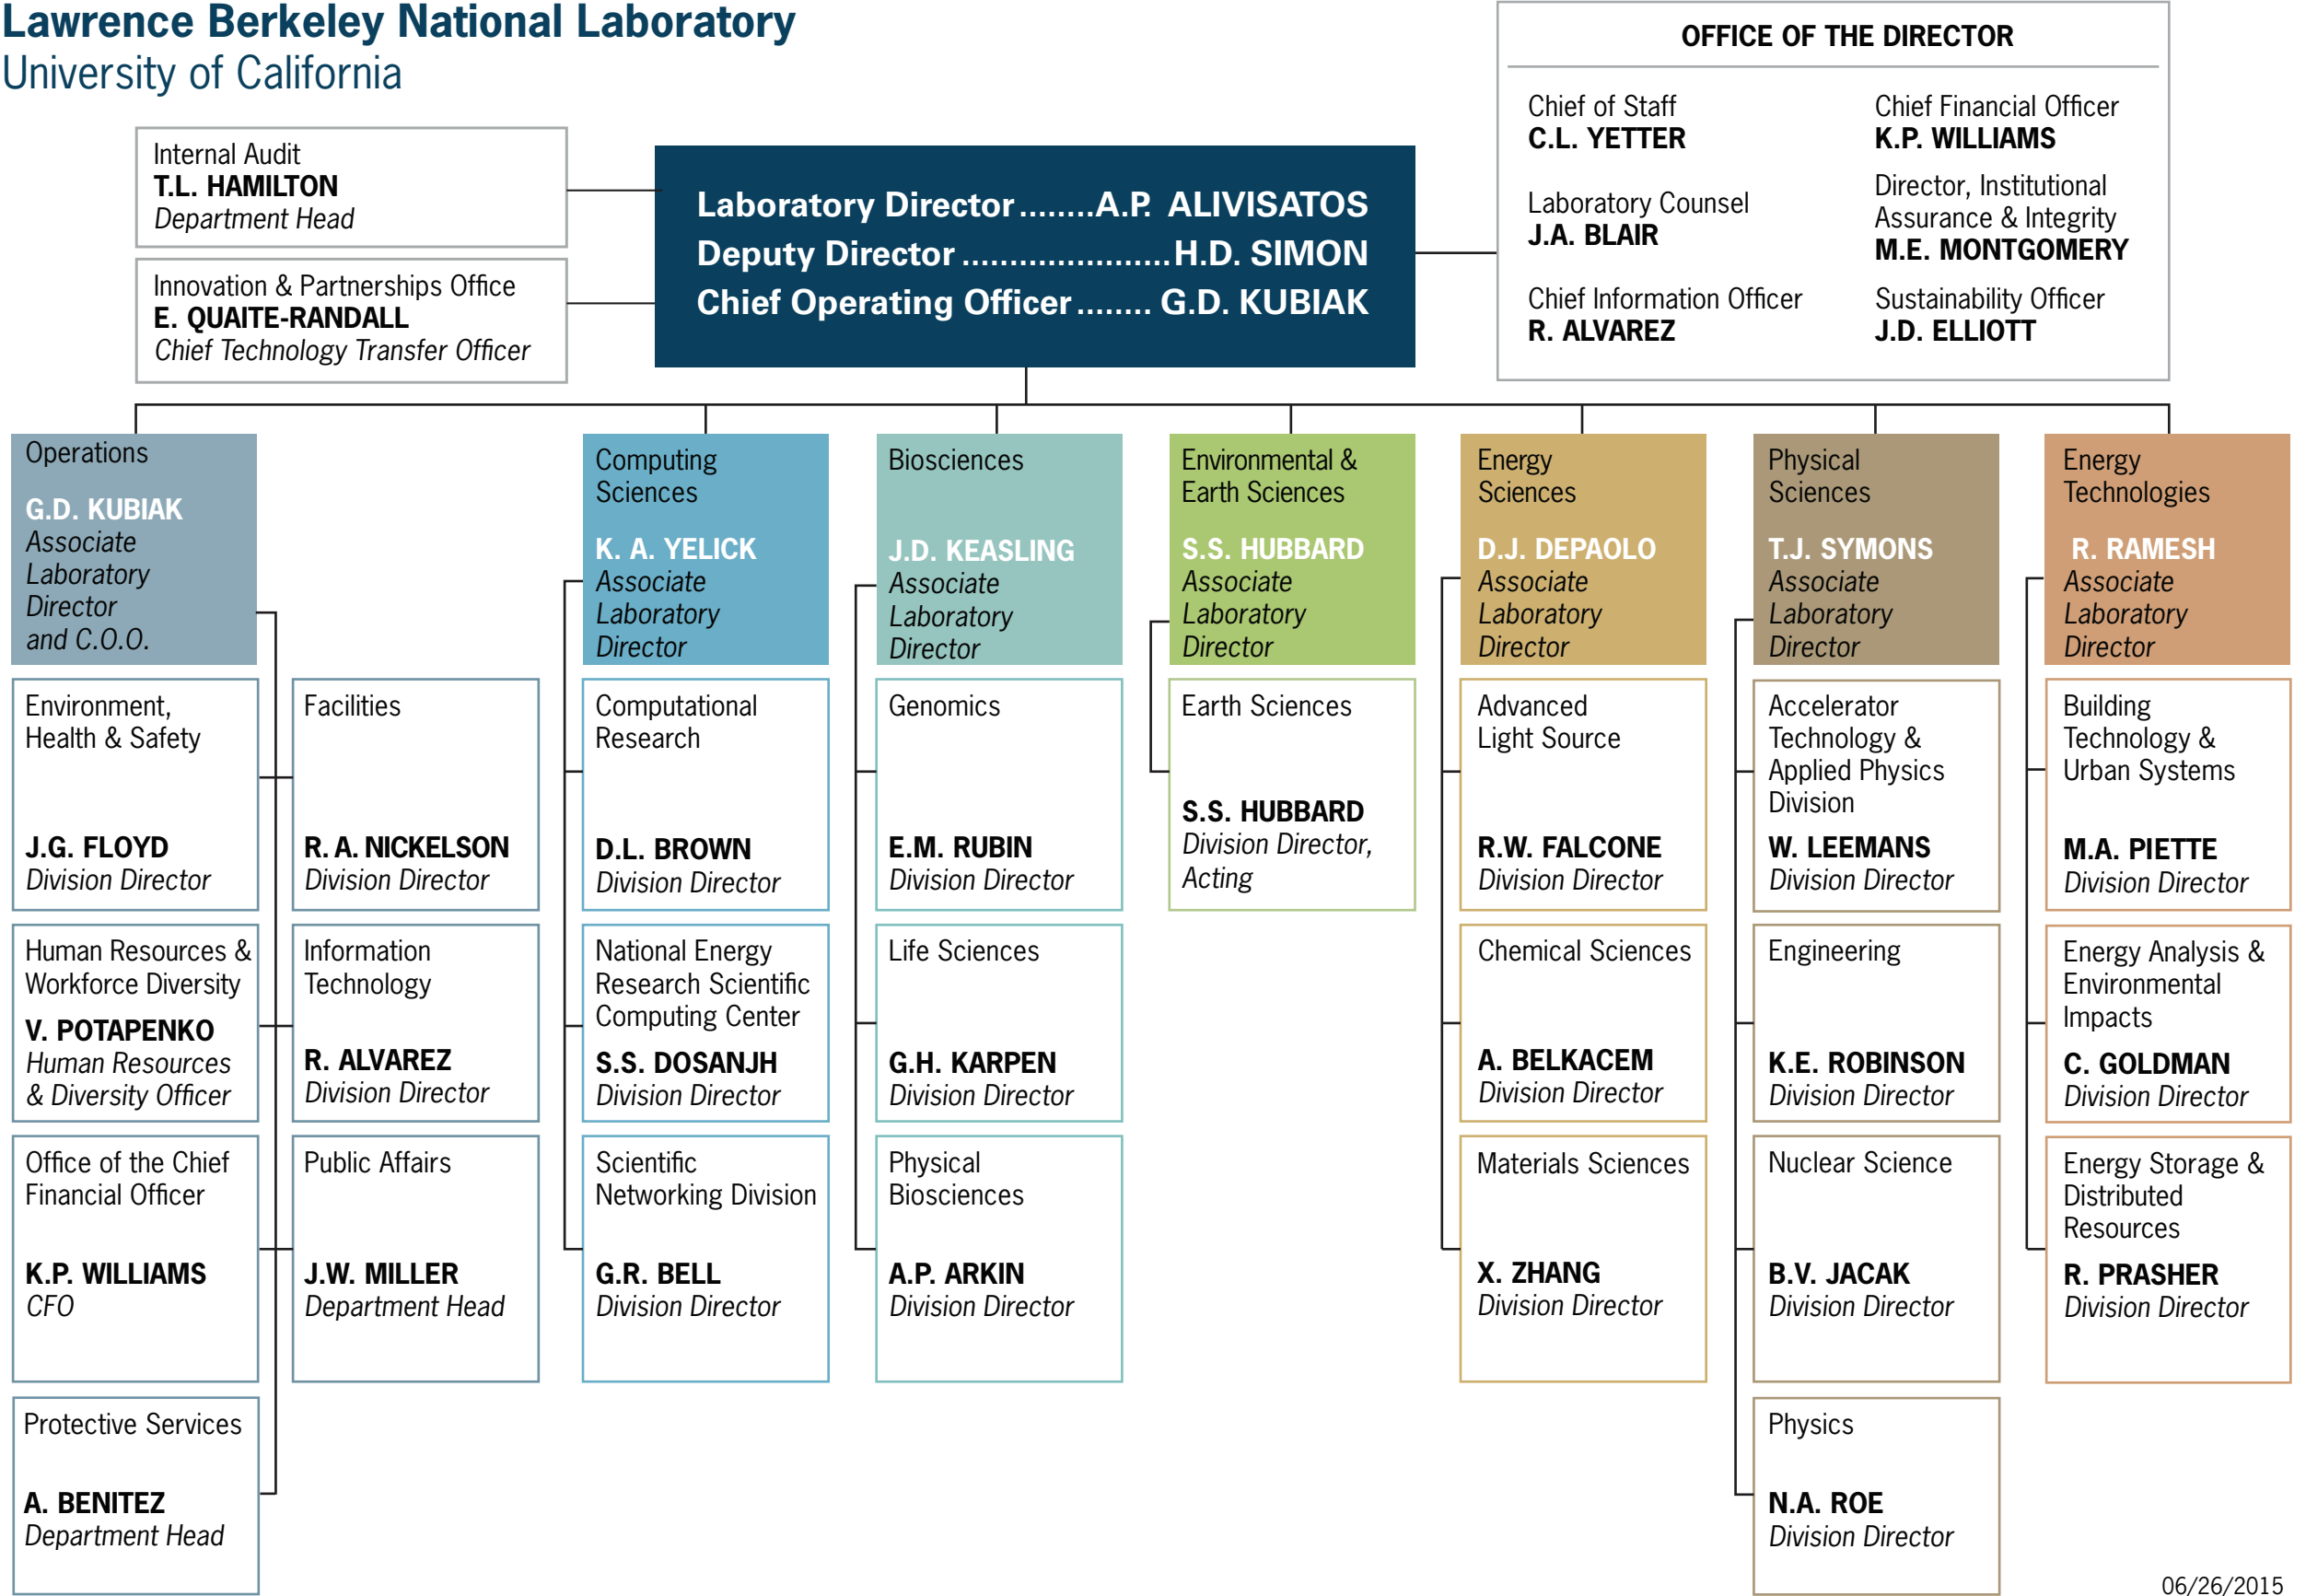 Lawrence Berkeley National Laboratory
University of California
OFFICE OF THE DIRECTOR
Chief of Staff
C.L. YETTER
Chief Financial Officer
K.P. WILLIAMS
Laboratory Counsel
J.A. BLAIR
Director, Institutional
Assurance & Integrity
M.E. MONTGOMERY
Chief Information Officer
R. ALVAREZ
Sustainability Officer
J.D. ELLIOTT
Internal Audit
T.L. HAMILTON
Department Head
Innovation & Partnerships Office
E. QUAITE-RANDALL
Chief Technology Transfer Officer
Laboratory Director........A.P. ALIVISATOS
Deputy Director......................H.D. SIMON
Chief Operating Officer........ G.D. KUBIAK
Operations
G.D. KUBIAK
Associate
Laboratory
Director
and C.O.O.
Environment,
Health & Safety
J.G. FLOYD
Division Director
Facilities
R. A. NICKELSON
Division Director
Human Resources &
Workforce Diversity
V. POTAPENKO
Human Resources
& Diversity Officer
Information
Technology
R. ALVAREZ
Division Director
Office of the Chief
Financial Officer
K.P. WILLIAMS
CFO
Public Affairs
J.W. MILLER
Department Head
Protective Services
A. BENITEZ
Department Head
Computing
Sciences
K. A. YELICK
Associate
Laboratory
Director
Computational
Research
D.L. BROWN
Division Director
National Energy
Research Scientific
Computing Center
S.S. DOSANJH
Division Director
Scientific
Networking Division
G.R. BELL
Division Director
Biosciences
J.D. KEASLING
Associate
Laboratory
Director
Genomics
E.M. RUBIN
Division Director
Life Sciences
G.H. KARPEN
Division Director
Physical
Biosciences
A.P. ARKIN
Division Director
Environmental &
Earth Sciences
S.S. HUBBARD
Associate
Laboratory
Director
Earth Sciences
S.S. HUBBARD
Division Director,
Acting
Energy
Sciences
D.J. DEPAOLO
Associate
Laboratory
Director
Advanced
Light Source
R.W. FALCONE
Division Director
Chemical Sciences
A. BELKACEM
Division Director
Materials Sciences
X. ZHANG
Division Director
Physical
Sciences
T.J. SYMONS
Associate
Laboratory
Director
Accelerator
Technology &
Applied Physics
Division
W. LEEMANS
Division Director
Engineering
K.E. ROBINSON
Division Director
Nuclear Science
B.V. JACAK
Division Director
Physics
N.A. ROE
Division Director
Energy
Technologies
R. RAMESH
Associate
Laboratory
Director
Building
Technology &
Urban Systems
M.A. PIETTE
Division Director
Energy Analysis &
Environmental
Impacts
C. GOLDMAN
Division Director
Energy Storage &
Distributed
Resources
R. PRASHER
Division Director
06/26/2015